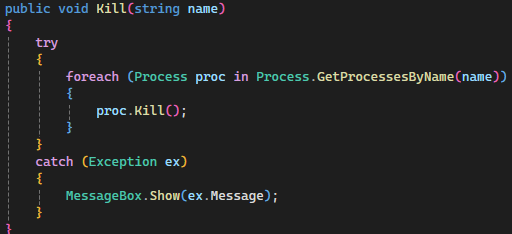 public void Kill(string name)
{
    try
    {
        foreach (Process proc in Process.GetProcessesByName(name))
        {
            proc.Kill();
        }
    }
    catch (Exception ex)
    {
        MessageBox.Show(ex.Message);
    }
}